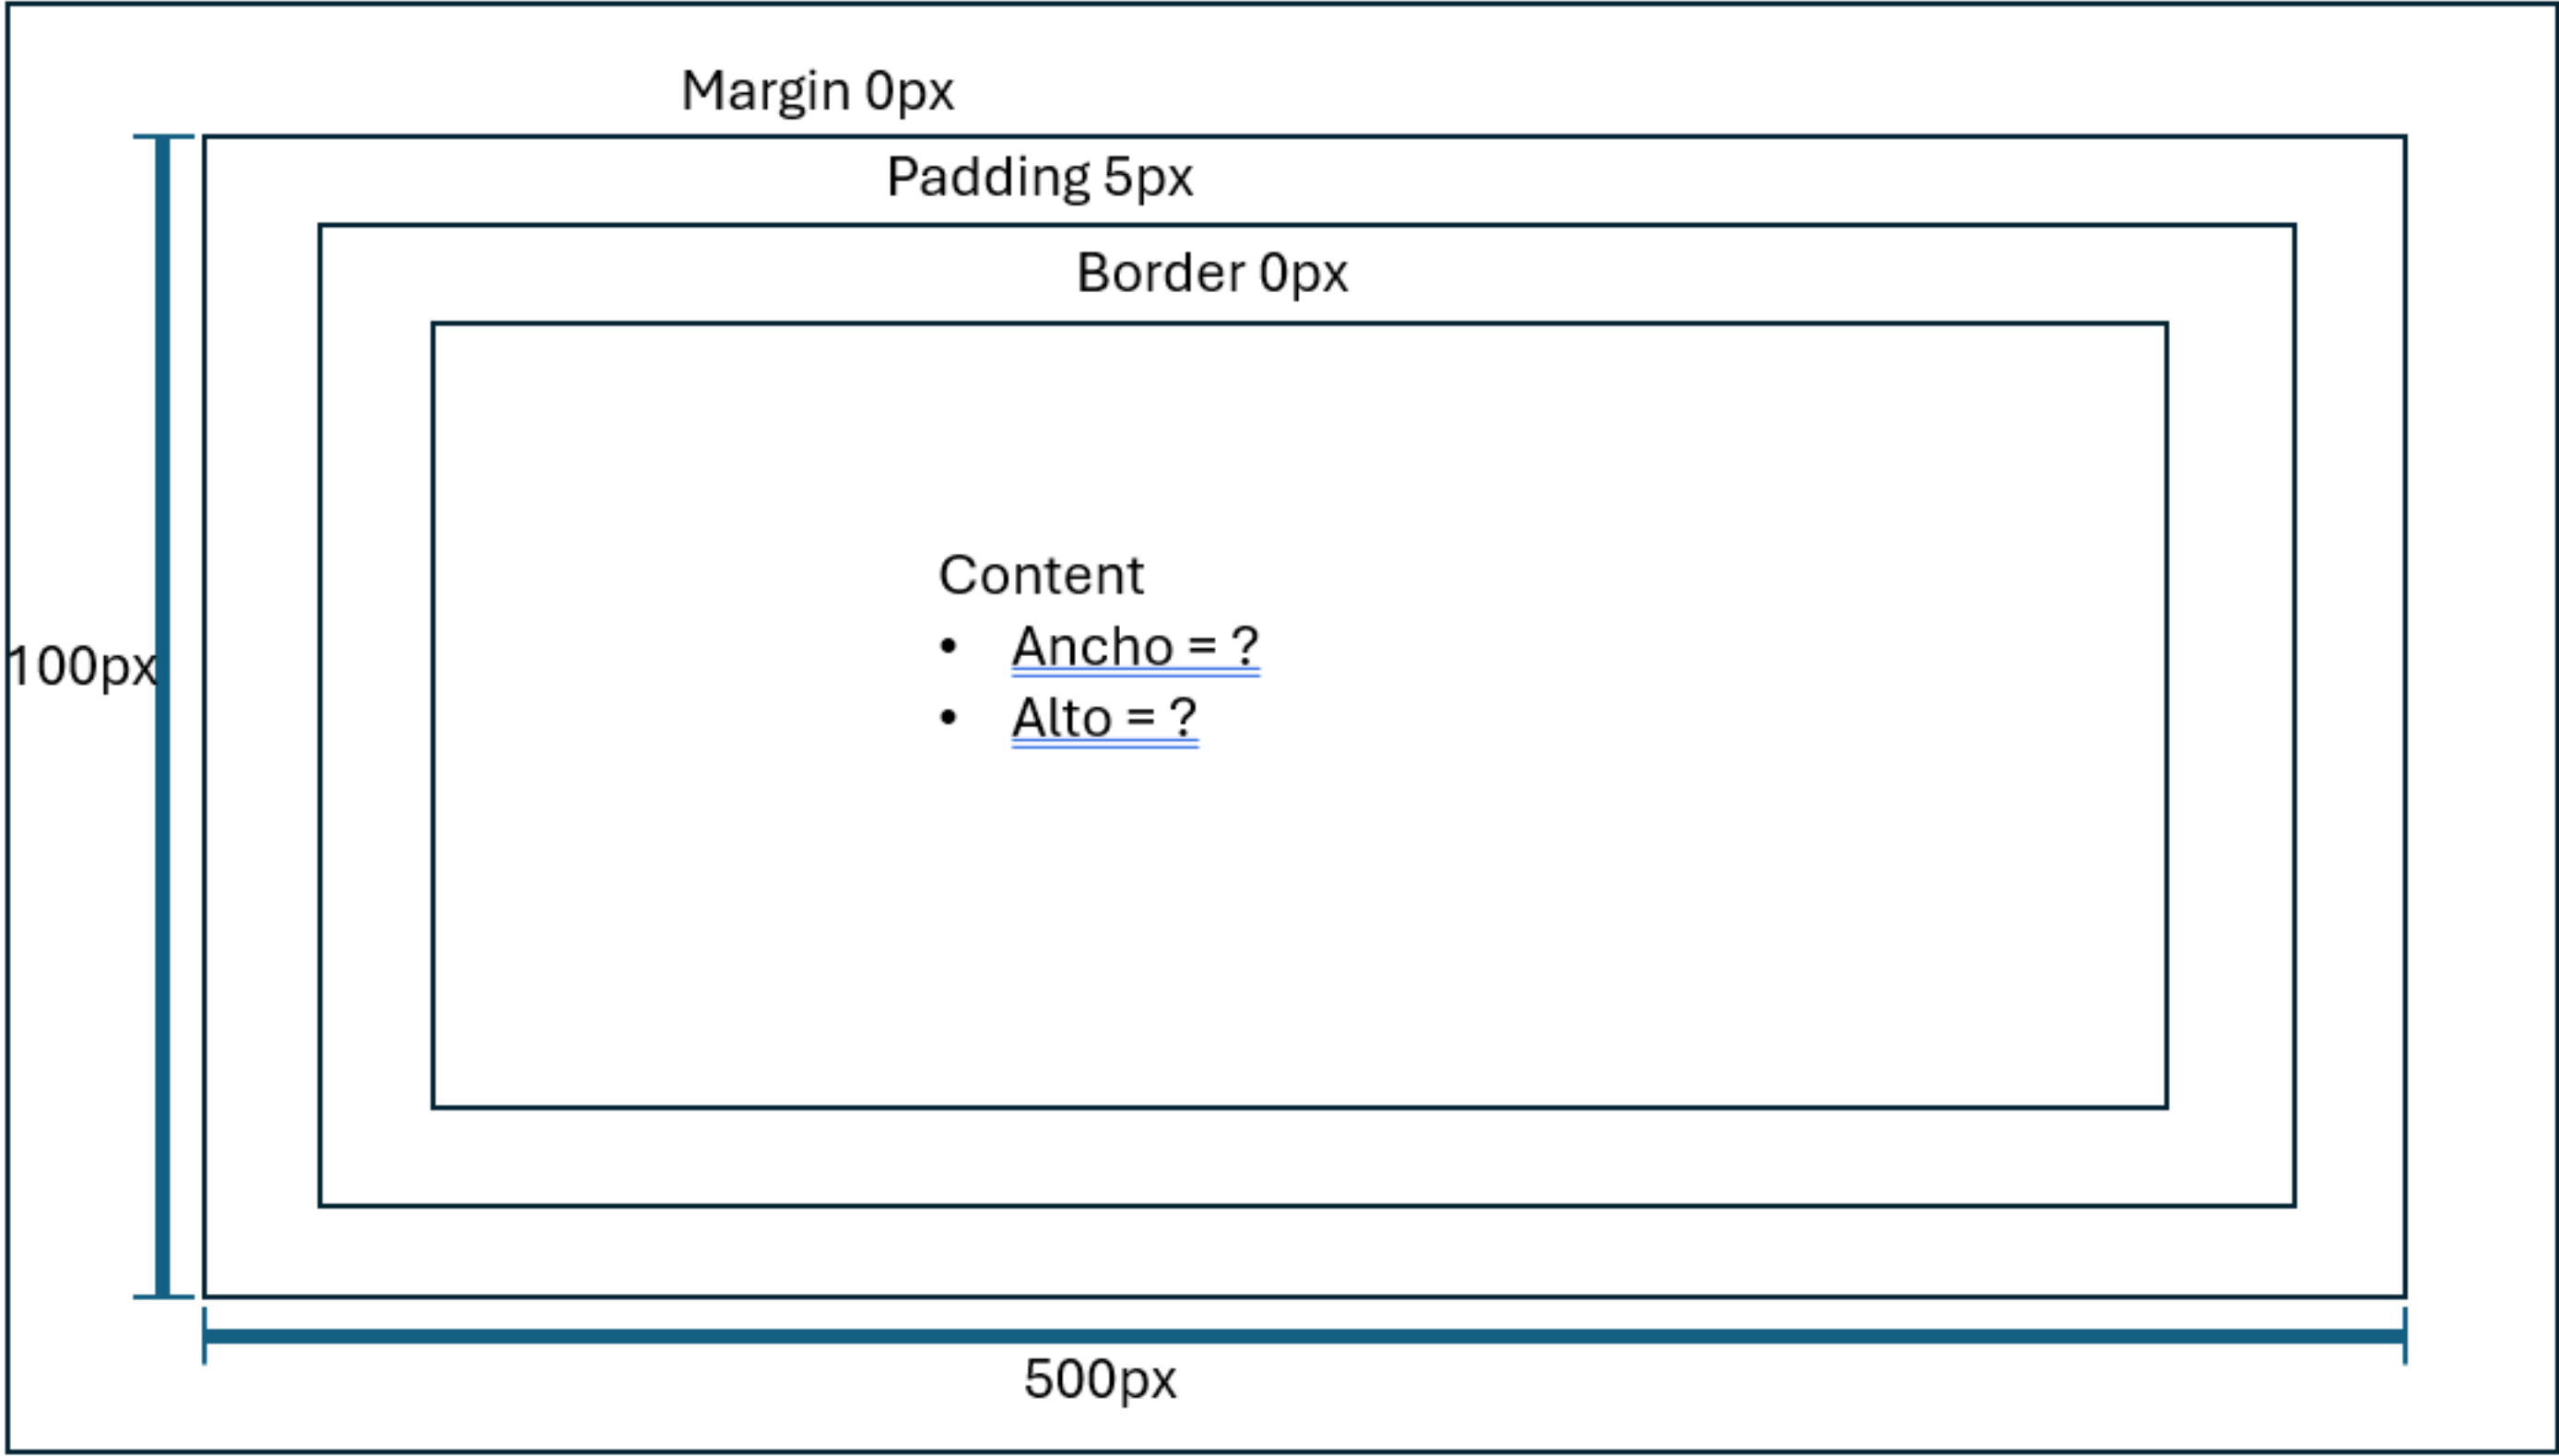 Margin 0px
Padding 5px
Border 0px
Content
• Ancho = ?
• Alto = ?
100px
500px